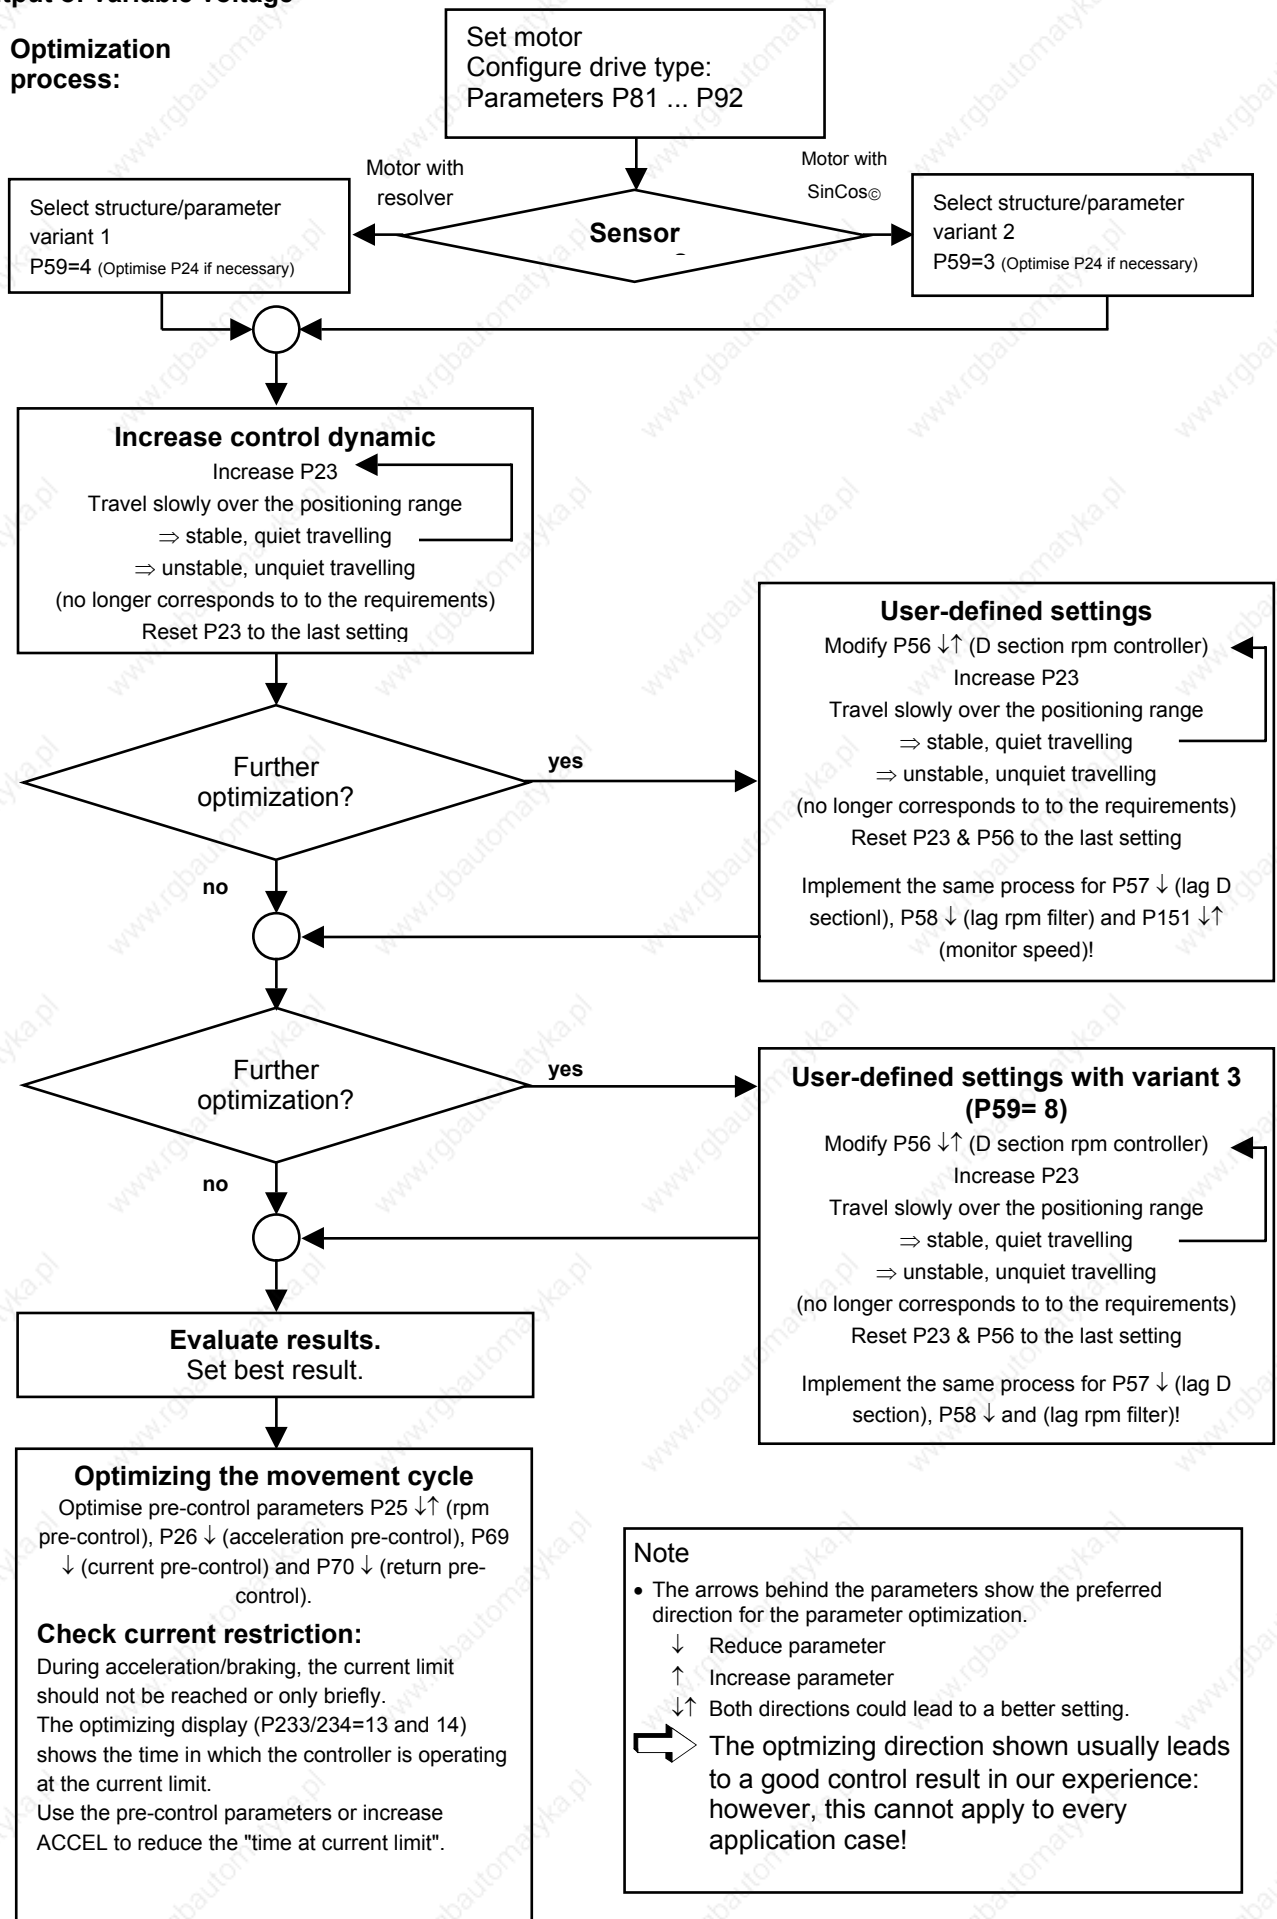 Output of variable voltage
Optimization
process:
Set motor
Configure drive type:
Parameters P81 ... P92
Motor with
resolver
Motor with
SinCos©
Sensor
Select structure/parameter
variant 1
P59=4 (Optimise P24 if necessary)
Select structure/parameter
variant 2
P59=3 (Optimise P24 if necessary)
Increase control dynamic
Increase P23
Travel slowly over the positioning range
⇒ stable, quiet travelling
⇒ unstable, unquiet travelling
(no longer corresponds to to the requirements)
Reset P23 to the last setting
Further
optimization?
yes
no
User-defined settings
Modify P56 ↓↑ (D section rpm controller)
Increase P23
Travel slowly over the positioning range
⇒ stable, quiet travelling
⇒ unstable, unquiet travelling
(no longer corresponds to to the requirements)
Reset P23 & P56 to the last setting
Implement the same process for P57 ↓ (lag D
sectionl), P58 ↓ (lag rpm filter) and P151 ↓↑
(monitor speed)!
Further
optimization?
yes
no
User-defined settings with variant 3
(P59= 8)
Modify P56 ↓↑ (D section rpm controller)
Increase P23
Travel slowly over the positioning range
⇒ stable, quiet travelling
⇒ unstable, unquiet travelling
(no longer corresponds to to the requirements)
Reset P23 & P56 to the last setting
Implement the same process for P57 ↓ (lag D
section), P58 ↓ and (lag rpm filter)!
Evaluate results.
Set best result.
Optimizing the movement cycle
Optimise pre-control parameters P25 ↓↑ (rpm
pre-control), P26 ↓ (acceleration pre-control), P69
↓ (current pre-control) and P70 ↓ (return pre-
control).
Check current restriction:
During acceleration/braking, the current limit
should not be reached or only briefly.
The optimizing display (P233/234=13 and 14)
shows the time in which the controller is operating
at the current limit.
Use the pre-control parameters or increase
ACCEL to reduce the "time at current limit".
Note
• The arrows behind the parameters show the preferred
direction for the parameter optimization.
↓ Reduce parameter
↑ Increase parameter
↓↑ Both directions could lead to a better setting.
The optmizing direction shown usually leads
to a good control result in our experience:
however, this cannot apply to every
application case!
www.rgbautomatyka.pl